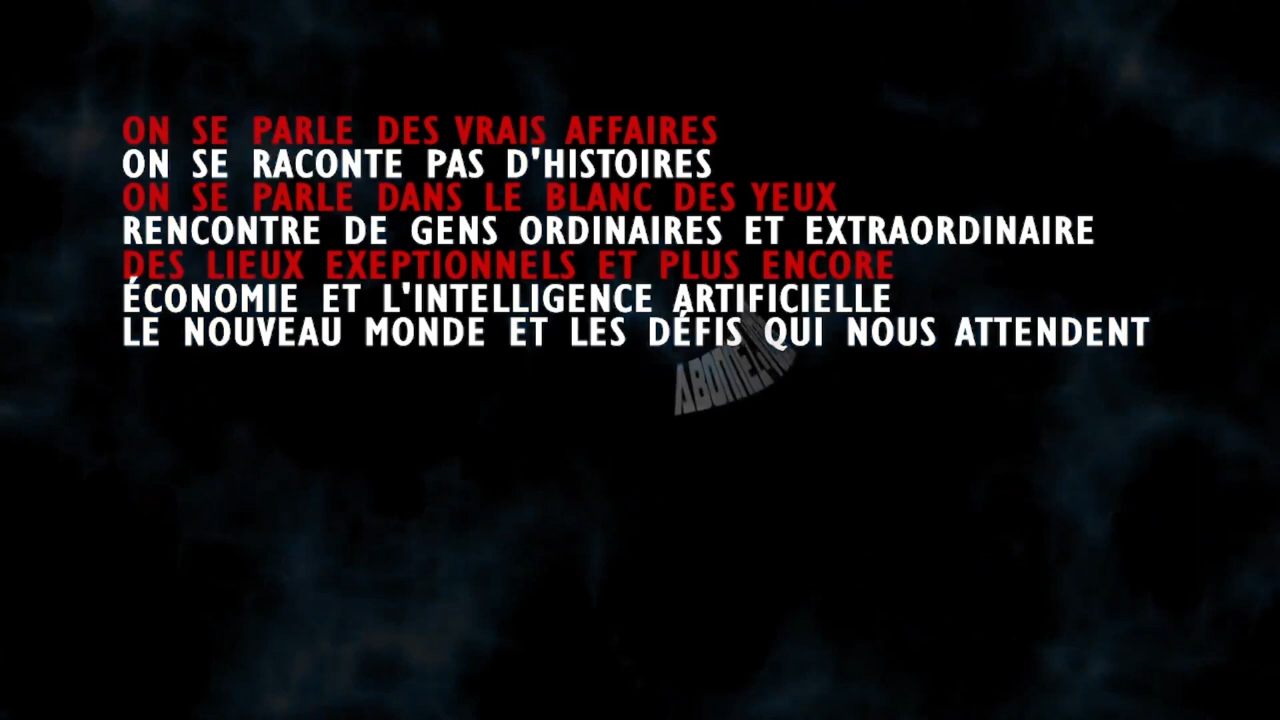 ON SE PARLE DES VRAIS AFFAIRES
ON SE RACONTE PAS D'HISTOIRES
ON SE PARLE DANS LE BLANC DES YEUX
RENCONTRE DE GENS ORDINAIRES ET EXTRAORDINAIRE
DES LIEUX EXEPTIONNELS ET PLUS ENCORE
ÉCONOMIE ET L'INTELLIGENCE ARTIFICIELLE
LE NOUVEAU MONDE ET LES DÉFIS QUI NOUS ATTENDENT
ABONNEZ